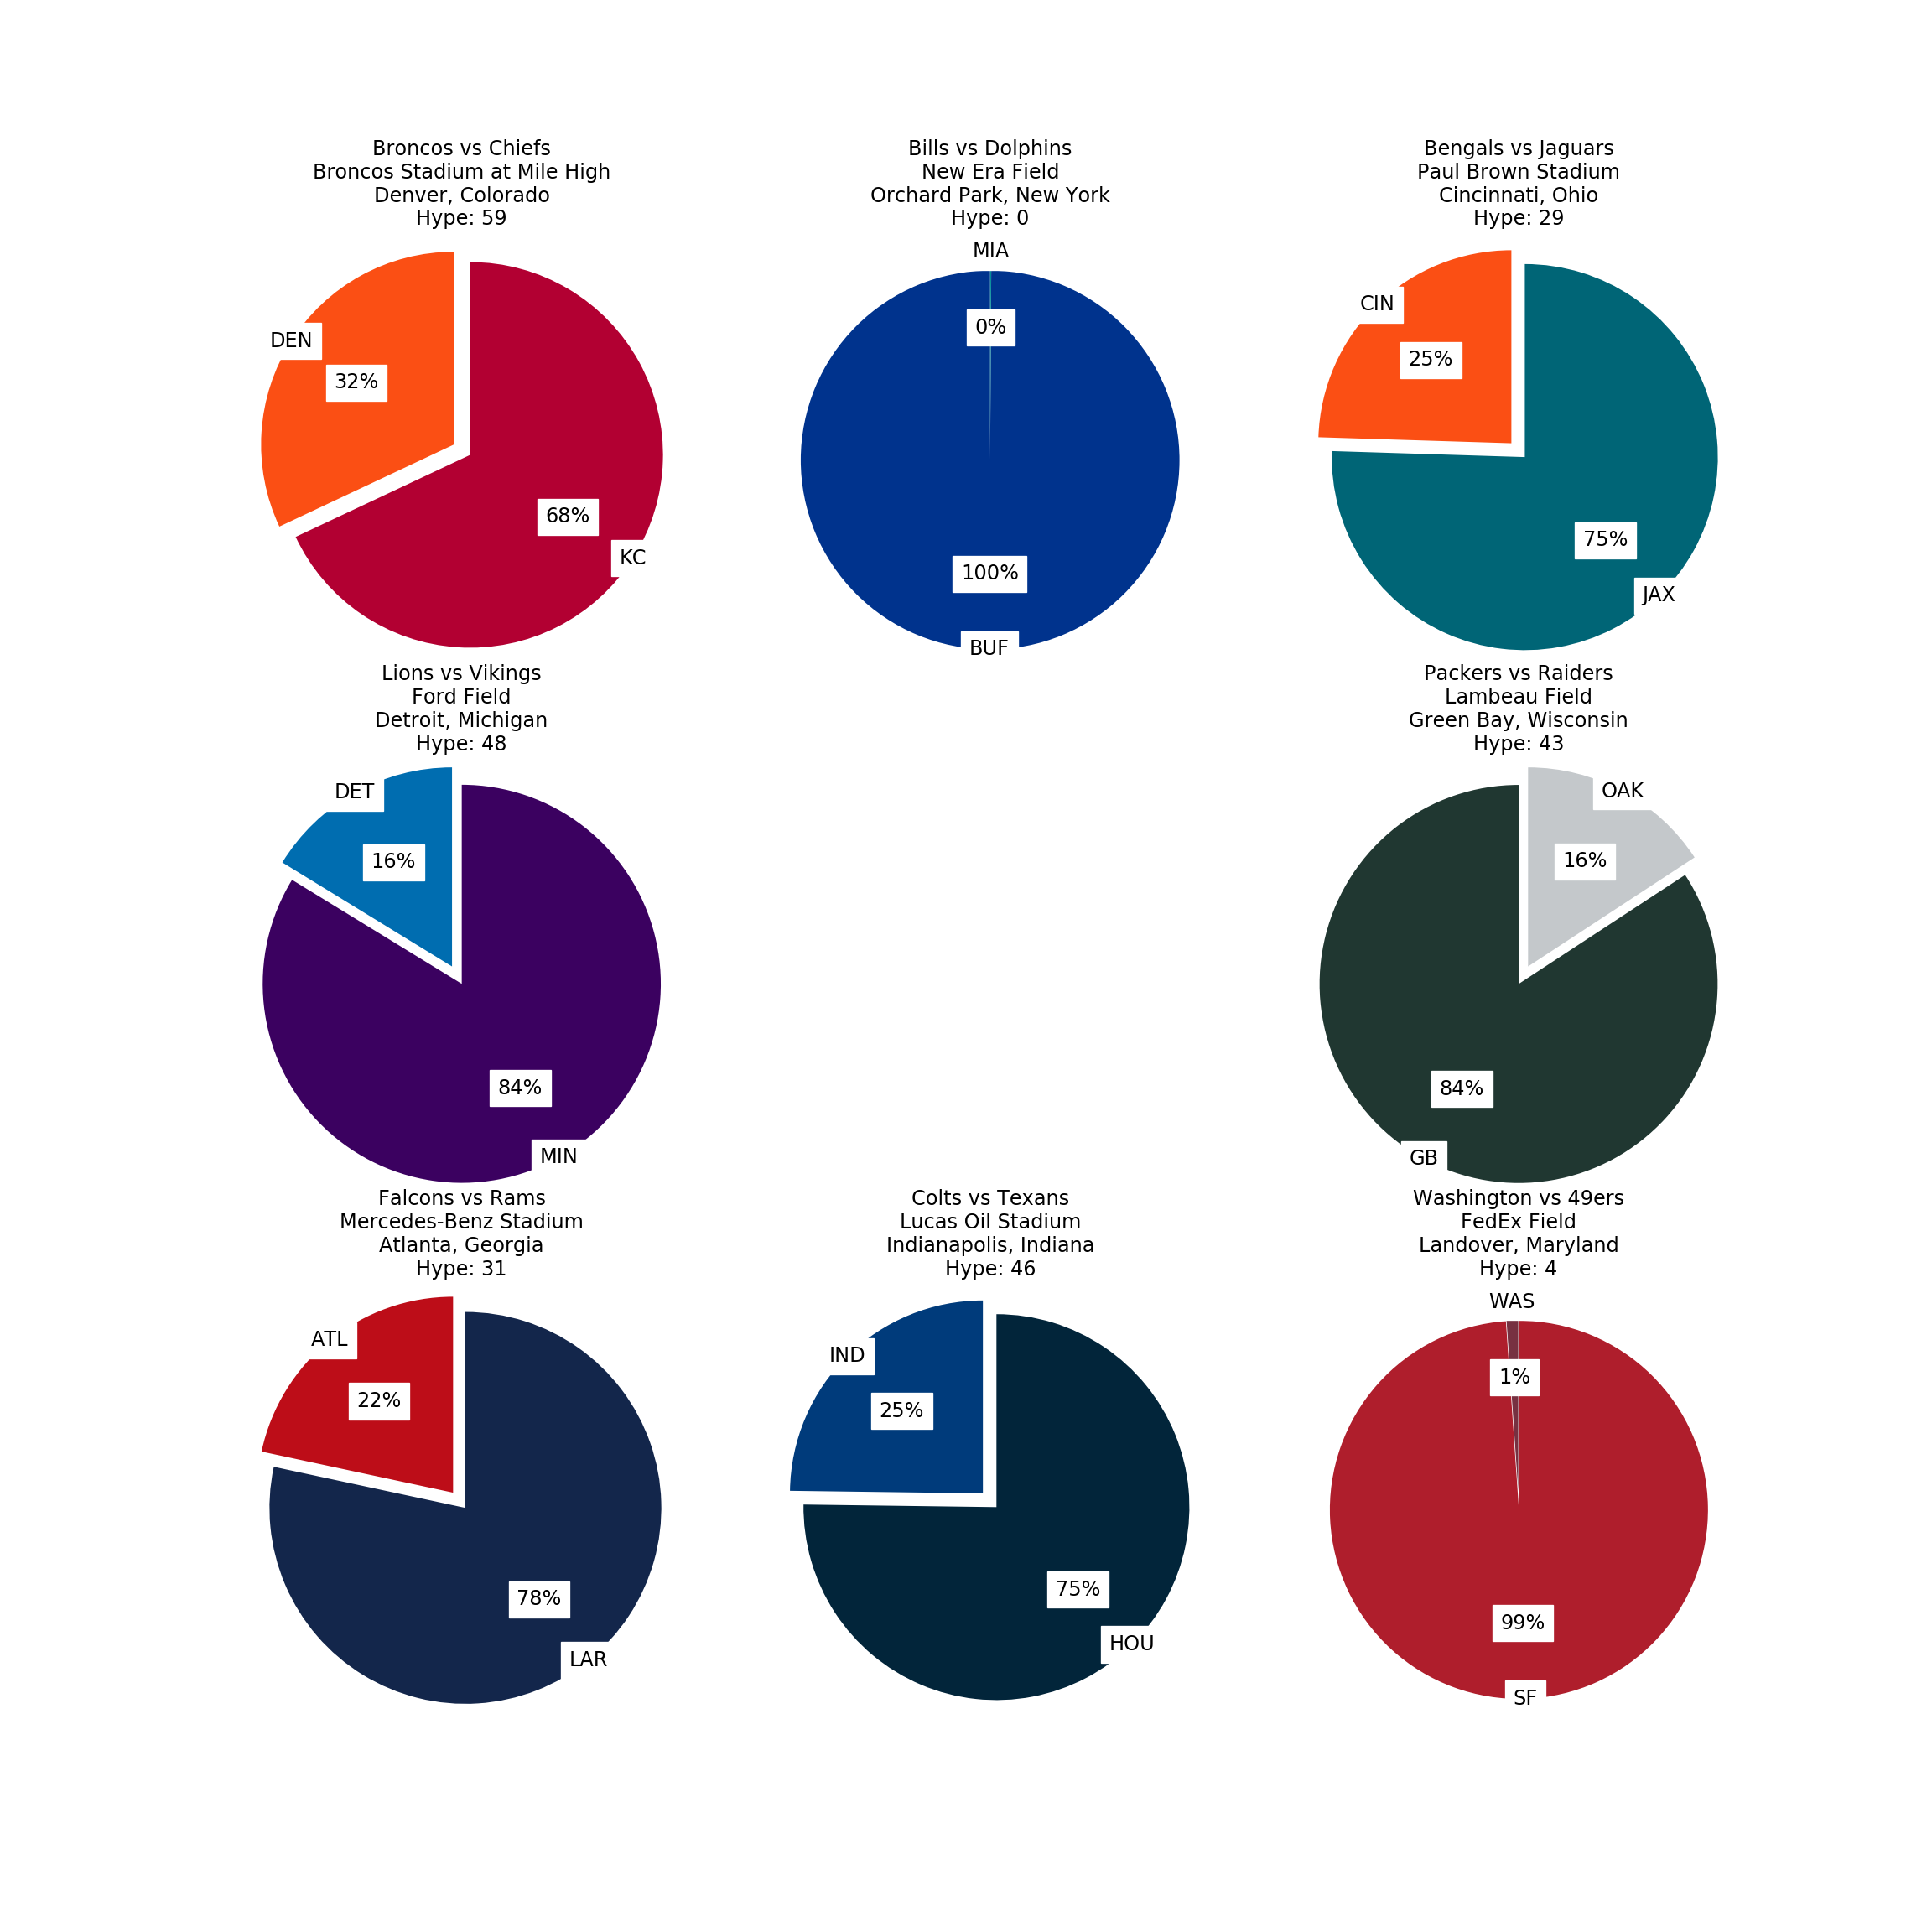 Broncos vs Chiefs
Broncos Stadium at Mile High
Denver, Colorado
Hype: 59
DEN
32%
68%
KC
Bills vs Dolphins
New Era Field
Orchard Park, New York
Hype: 0
MIA
0%
100%
BUF
Bengals vs Jaguars
Paul Brown Stadium
Cincinnati, Ohio
Hype: 29
CIN
25%
75%
JAX
Lions vs Vikings
Ford Field
Detroit, Michigan
Hype: 48
DET
16%
84%
MIN
Packers vs Raiders
Lambeau Field
Green Bay, Wisconsin
Hype: 43
OAK
16%
84%
GB
Falcons vs Rams
Mercedes-Benz Stadium
Atlanta, Georgia
Hype: 31
ATL
22%
78%
LAR
Colts vs Texans
Lucas Oil Stadium
Indianapolis, Indiana
Hype: 46
IND
25%
75%
HOU
Washington vs 49ers
FedEx Field
Landover, Maryland
Hype: 4
WAS
1%
99%
SF